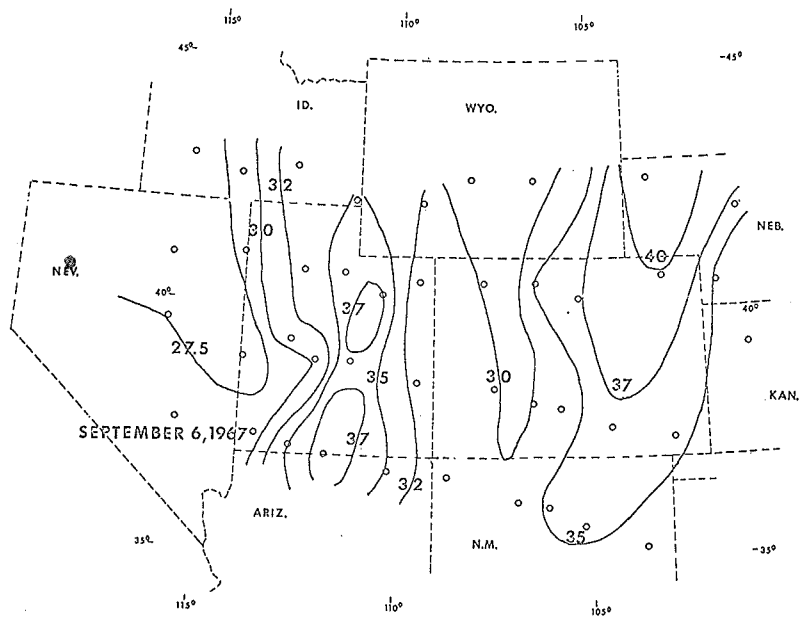 115° 110° 105°
45° -45°
ID. WYO.
32
30 NEB.
NEV. 40
40° 40°
37
27.5 35 30 37
KAN.
SEPTEMBER 6,1967 37
32
ARIZ.
35° N.M. 35 -35°
115° 110° 105°